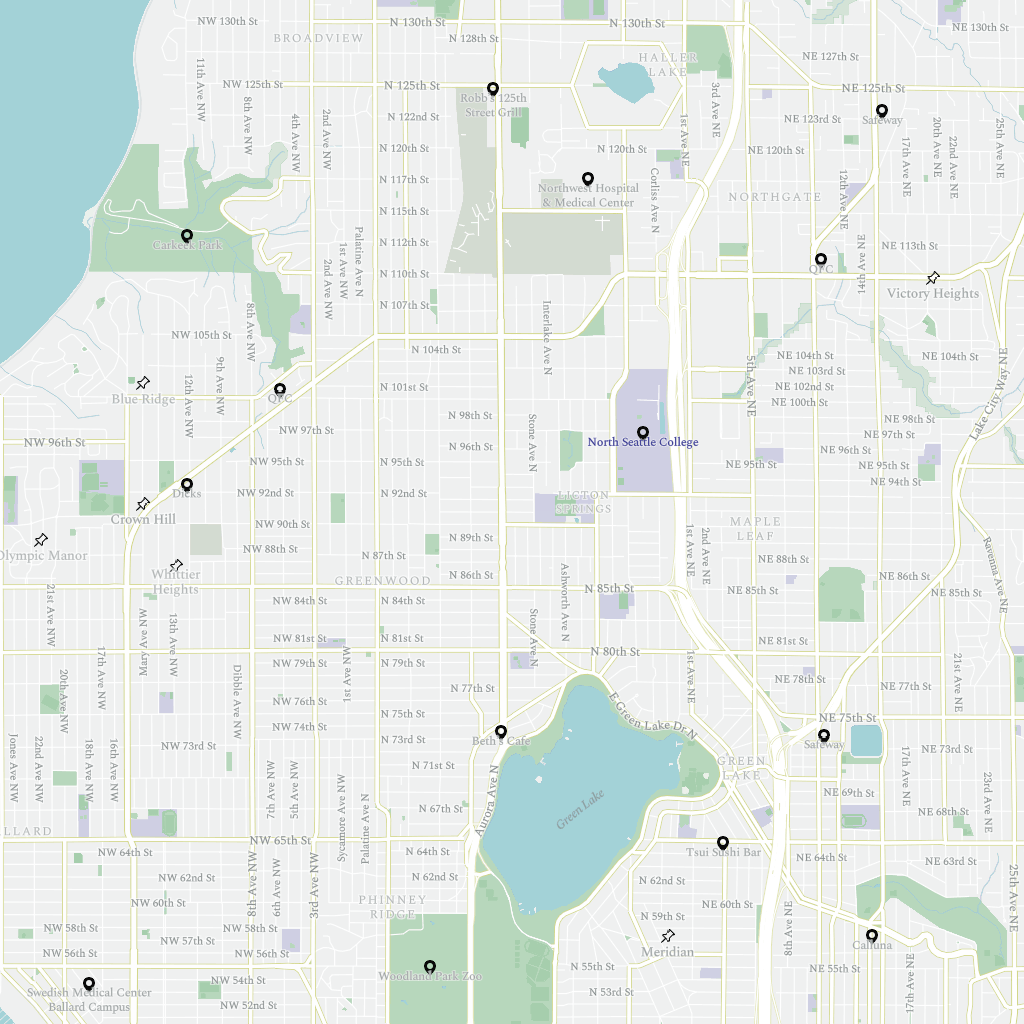 NW 130th St
N 130th St
N 130th St
NE 130th St
BROADVIEW
N 128th St
HALLER
LAKE
NE 127th St
11th Ave NW
NW 125th St
N 125th St
NE 125th St
8th Ave NW
Robb's 125th
Street Grill
3rd Ave NE
4th Ave NW
2nd Ave NW
N 122nd St
1st Ave NE
NE 123rd St
Safeway
20th Ave NE
25th Ave NE
17th Ave NE
22nd Ave NE
N 120th St
N 120th St
NE 120th St
N 117th St
Corliss Ave N
12th Ave NE
Northwest Hospital
& Medical Center
NORTHGATE
N 115th St
Carkeek Park
N 112th St
NE 113th St
Palatine Ave N
1st Ave NW
2nd Ave NW
14th Ave NE
N 110th St
QFC
Victory Heights
N 107th St
8th Ave NW
Interlake Ave N
NW 105th St
N 104th St
NE 104th St
NE 104th St
NE 103rd St
5th Ave NE
9th Ave NW
12th Ave NW
N 101st St
NE 102nd St
Lake City Way NE
Blue Ridge
QFC
NE 100th St
N 98th St
Stone Ave N
NE 98th St
NW 97th St
NE 97th St
NW 96th St
North Seattle College
N 96th St
NE 96th St
NW 95th St
N 95th St
NE 95th St
NE 95th St
NE 94th St
Dicks
NW 92nd St
N 92nd St
LICTON
SPRINGS
Crown Hill
NW 90th St
MAPLE
LEAF
N 89th St
NW 88th St
N 87th St
1st Ave NE
2nd Ave NE
NE 88th St
Ravenna Ave NE
Olympic Manor
Whittier
Heights
GREENWOOD
N 86th St
NE 86th St
N 85th St
NE 85th St
NE 85th St
21st Ave NW
Ashworth Ave N
NW 84th St
N 84th St
Mary Ave NW
13th Ave NW
Stone Ave N
NW 81st St
N 81st St
NE 81st St
N 80th St
17th Ave NW
NW 79th St
N 79th St
1st Ave NW
1st Ave NE
21st Ave NE
20th Ave NW
Dibble Ave NW
NE 78th St
N 77th St
NE 77th St
NW 76th St
E Green Lake Dr N
N 75th St
NE 75th St
NW 74th St
Jones Ave NW
22nd Ave NW
18th Ave NW
16th Ave NW
NW 73rd St
N 73rd St
Beth's Cafe
Safeway
NE 73rd St
7th Ave NW
5th Ave NW
N 71st St
GREEN
LAKE
17th Ave NE
23rd Ave NE
Sycamore Ave NW
Palatine Ave N
Aurora Ave N
Green Lake
NE 69th St
N 67th St
NE 68th St
ALLARD
NW 65th St
NW 64th St
N 64th St
Tsui Sushi Bar
NE 64th St
NE 63rd St
8th Ave NW
6th Ave NW
3rd Ave NW
25th Ave NE
NW 62nd St
N 62nd St
N 62nd St
NW 60th St
PHINNEY
RIDGE
NE 60th St
N 59th St
8th Ave NE
NW 58th St
NW 58th St
NW 57th St
Calluna
Meridian
NW 56th St
NW 56th St
N 55th St
NE 55th St
17th Ave NE
Woodland Park Zoo
NW 54th St
Swedish Medical Center
Ballard Campus
N 53rd St
NW 52nd St